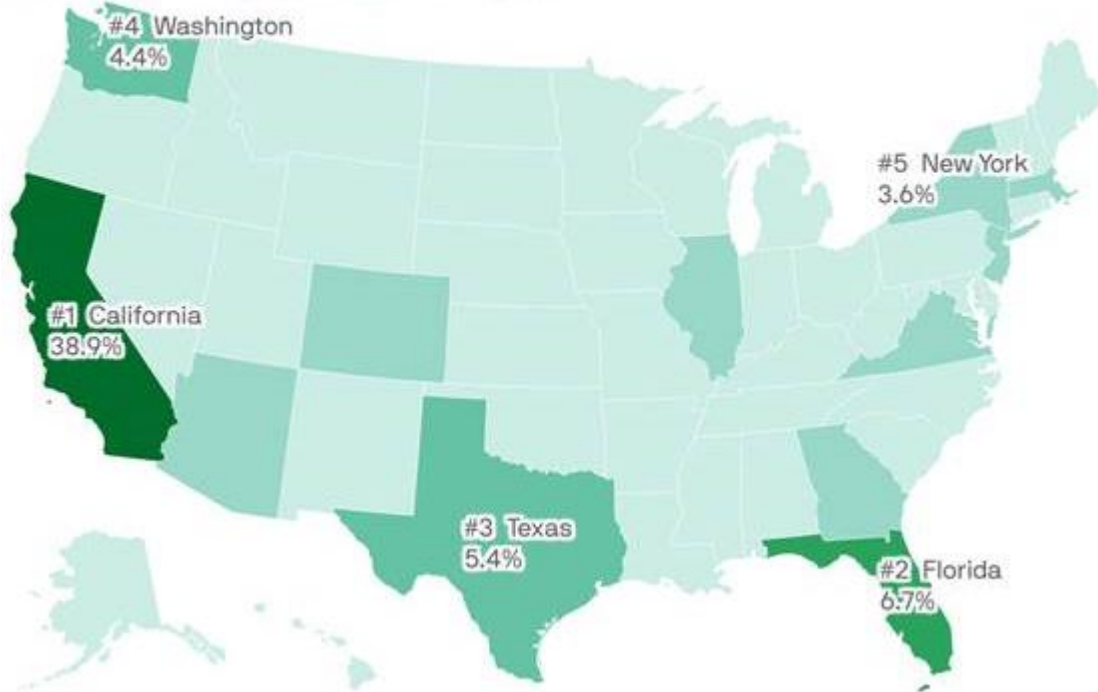 #4 Washington
4.4%
#5 New York
3.6%
#1 California
38.9%
#3 Texas
5.4%
#2 Florida
6.7%